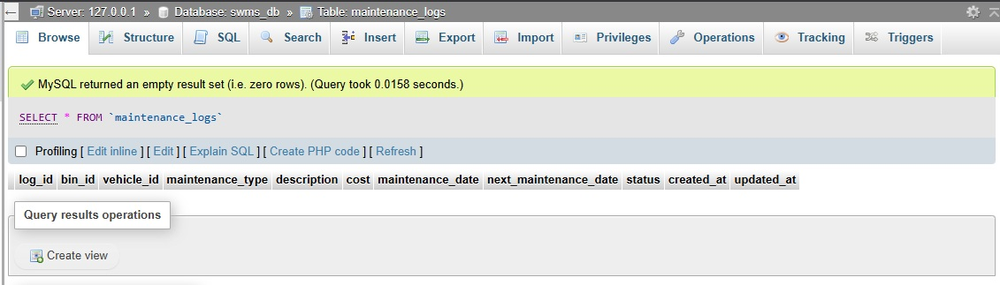 Server: 127.0.0.1 » Database: swms_db » Table: maintenance_logs
Browse Structure SQL Search Insert Export Import Privileges Operations Tracking Triggers
MySQL returned an empty result set (i.e. zero rows). (Query took 0.0158 seconds.)
SELECT * FROM `maintenance_logs`
Profiling [ Edit inline ] [ Edit ] [ Explain SQL ] [ Create PHP code ] [ Refresh ]
log_id bin_id vehicle_id maintenance_type description cost maintenance_date next_maintenance_date status created_at updated_at
Query results operations
Create view